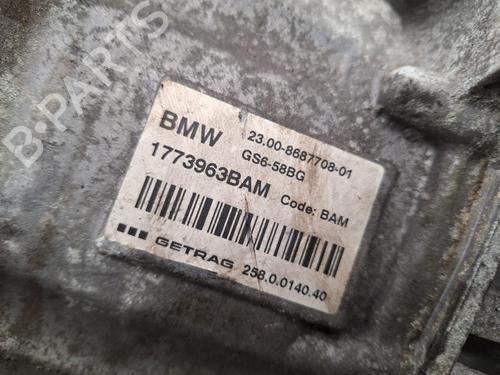 B-PARTS
BMW 23.00-8687708-01
GS6-58BG
1773963BAM Code: BAM
GETRAG 258.0.0140.40